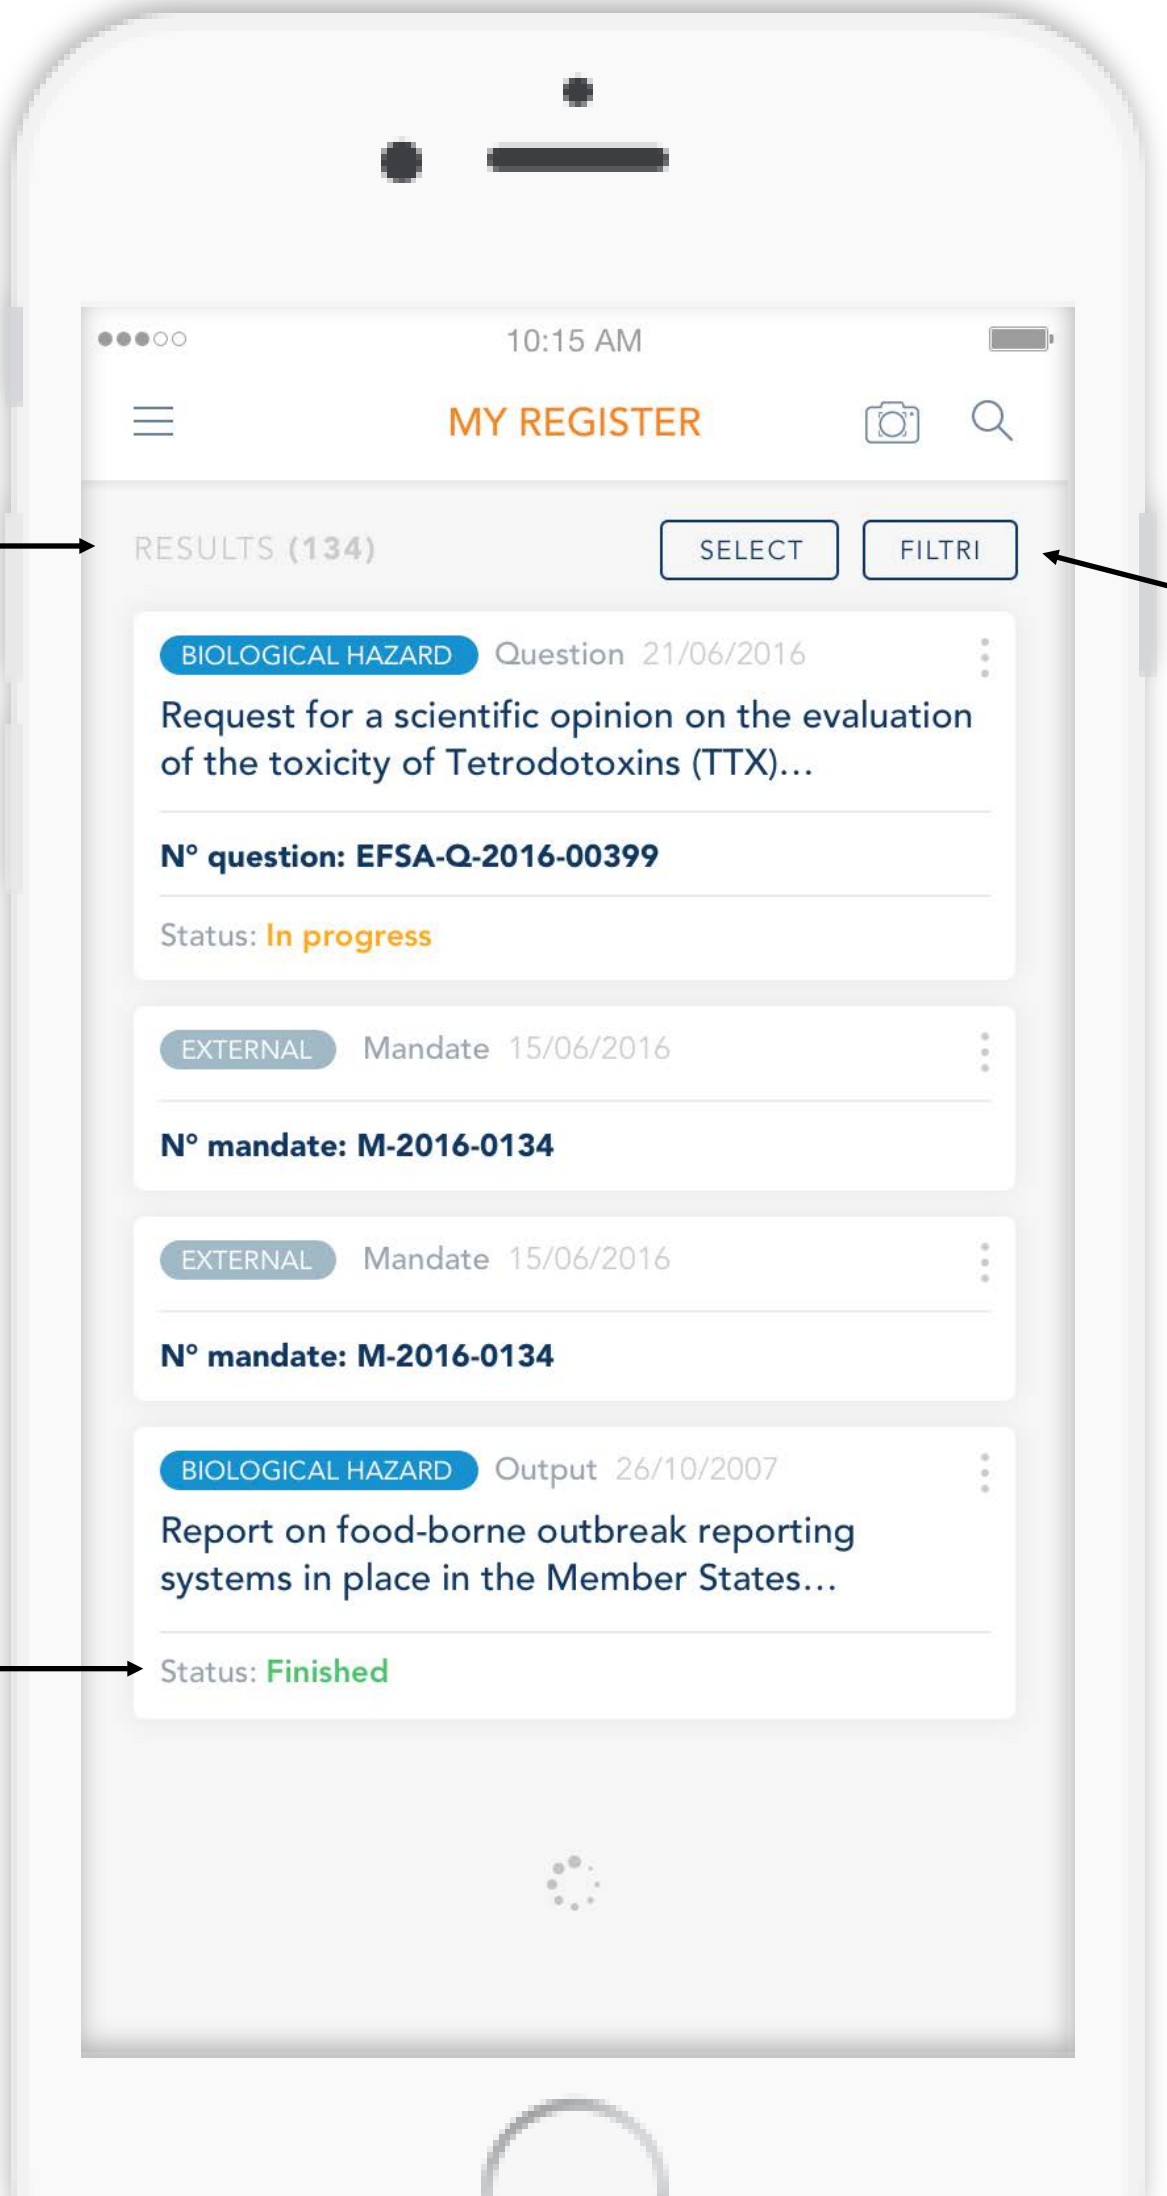 10:15 AM
MY REGISTER
RESULTS (134)
SELECT
FILTRI
BIOLOGICAL HAZARD Question 21/06/2016
Request for a scientific opinion on the evaluation
of the toxicity of Tetrodotoxins (TTX)...
N° question: EFSA-Q-2016-00399
Status: In progress
EXTERNAL Mandate 15/06/2016
N° mandate: M-2016-0134
EXTERNAL Mandate 15/06/2016
N° mandate: M-2016-0134
BIOLOGICAL HAZARD Output 26/10/2007
Report on food-borne outbreak reporting
systems in place in the Member States...
Status: Finished